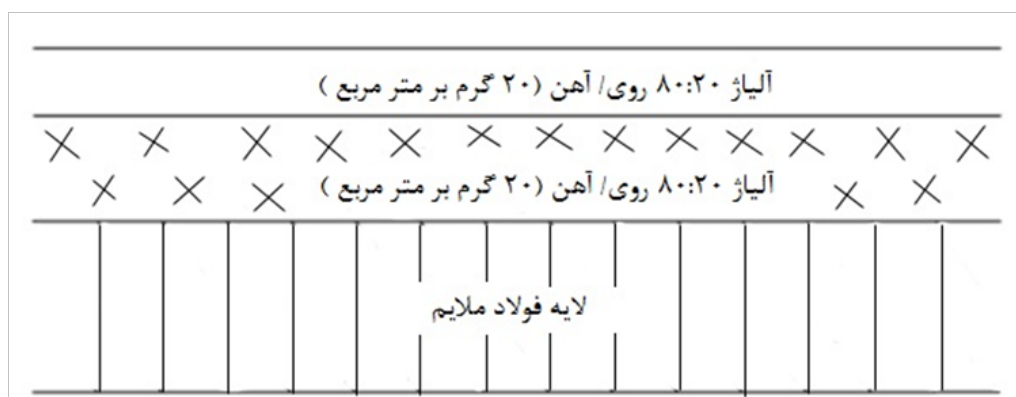 آلیاژ ۸۰:۲۰ روی/ آهن (۲۰ گرم بر متر مربع )
آلیاژ ۸۰:۲۰ روی/ آهن (۲۰ گرم بر متر مربع )
لایه فولاد ملایم